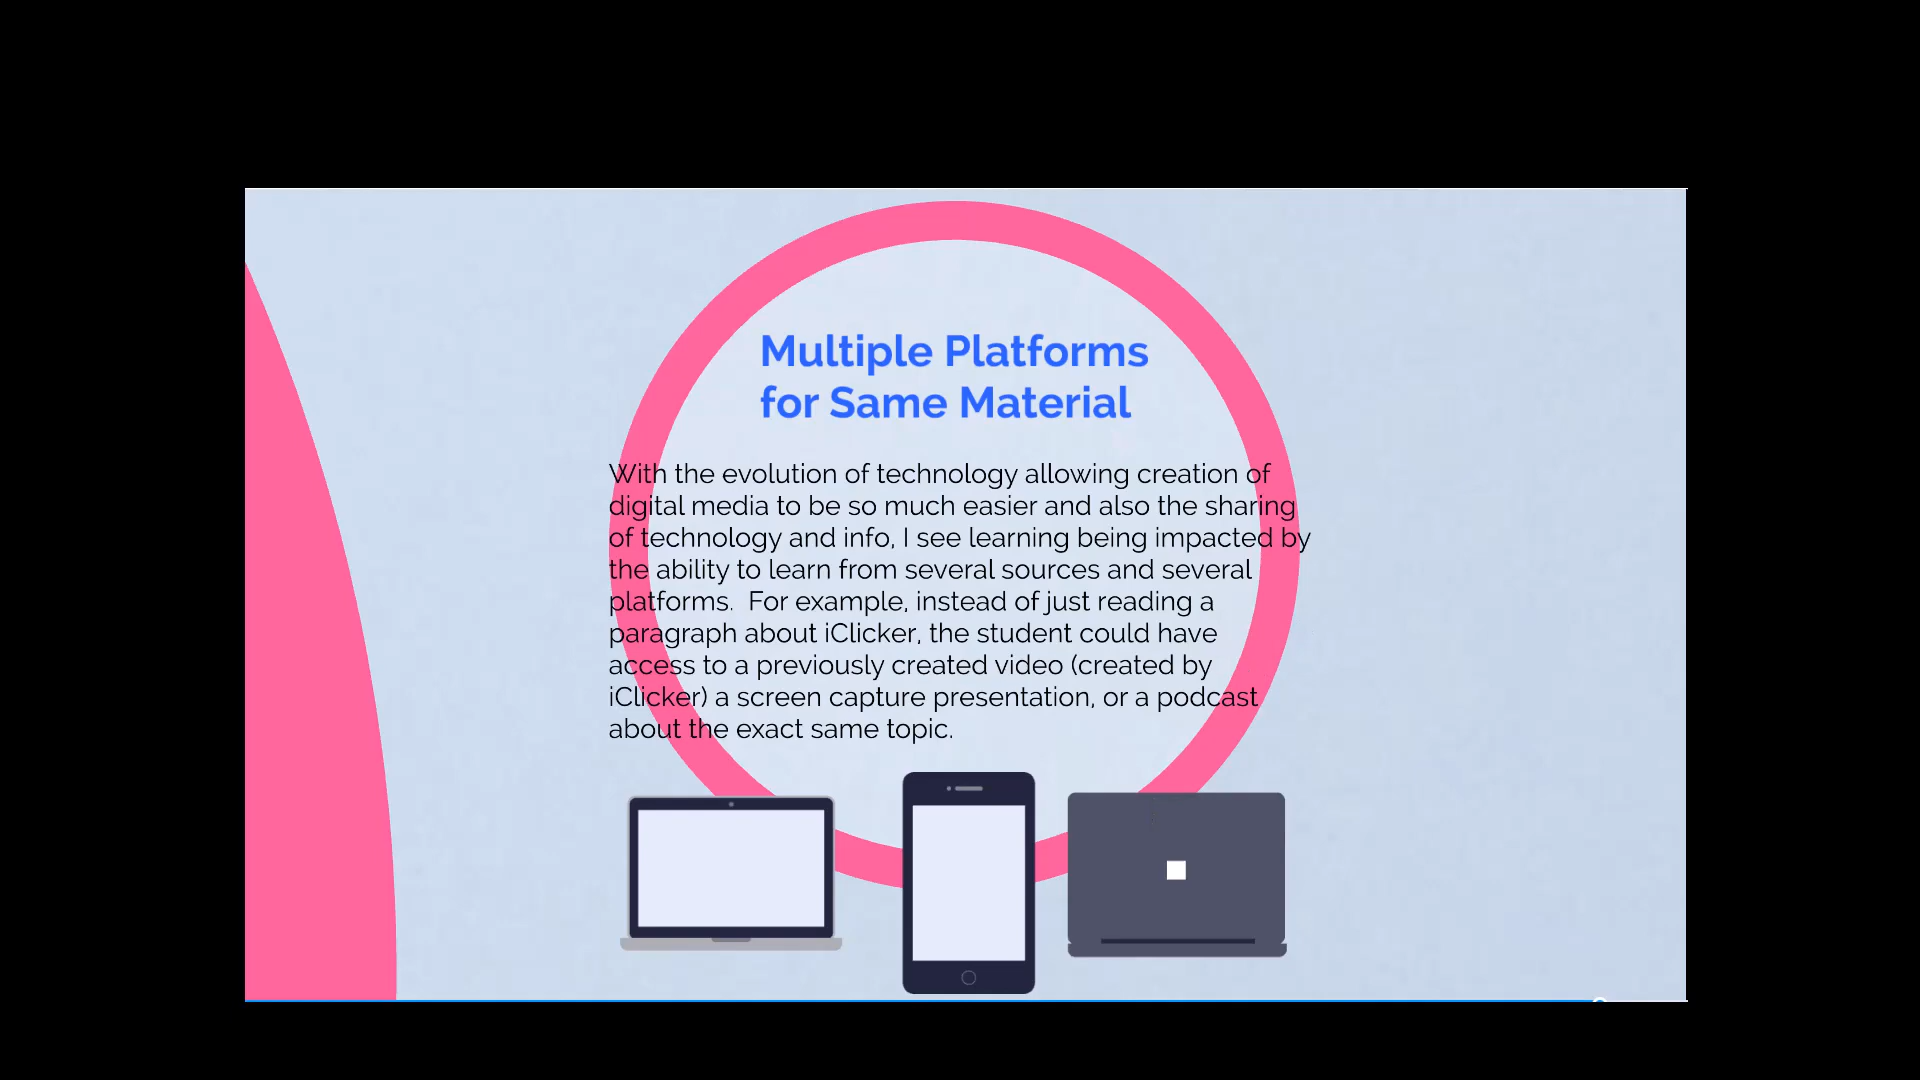 Multiple Platforms
for Same Material
With the evolution of technology allowing creation of
digital media to be so much easier and also the sharing
of technology and info, I see learning being impacted by
the ability to learn from several sources and several
platforms.  For example, instead of just reading a
paragraph about iClicker, the student could have
access to a previously created video (created by
iClicker) a screen capture presentation, or a podcast
about the exact same topic.